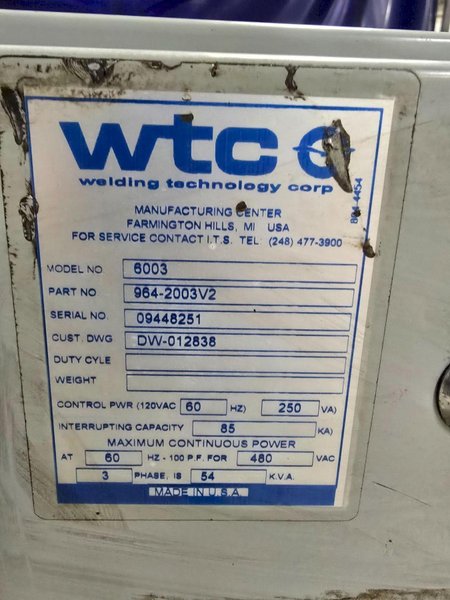 wtc
welding technology corp
MANUFACTURING CENTER
FARMINGTON HILLS, MI USA
FOR SERVICE CONTACT I.T.S. TEL: (248) 477-3900
MODEL NO 6003
PART NO. 964-2003V2
SERIAL NO. 09448251
CUST. DWG DW-012838
DUTY CYLE
WEIGHT
CONTROL PWR (120VAC 60 HZ) 250 VA)
INTERRUPTING CAPACITY 85 KA)
MAXIMUM CONTINUOUS POWER
AT 60 HZ - 100 P.F. FOR 480 VAC
3 PHASE, IS 54 K.V.A.
MADE IN U.S.A.